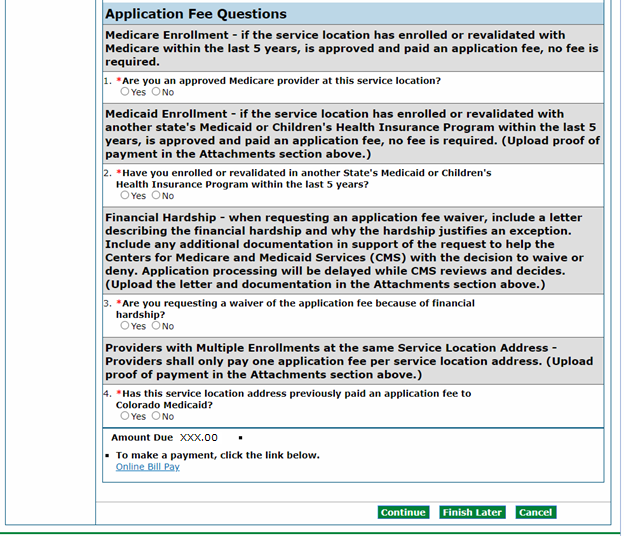 Application Fee Questions
Medicare Enrollment - if the service location has enrolled or revalidated with
Medicare within the last 5 years, is approved and paid an application fee, no fee is
required.
1. *Are you an approved Medicare provider at this service location?
Yes No
Medicaid Enrollment - if the service location has enrolled or revalidated with
another state's Medicaid or Children's Health Insurance Program within the last 5
years, is approved and paid an application fee, no fee is required. (Upload proof of
payment in the Attachments section above.)
2. *Have you enrolled or revalidated in another State's Medicaid or Children's
Health Insurance Program within the last 5 years?
Yes No
Financial Hardship - when requesting an application fee waiver, include a letter
describing the financial hardship and why the hardship justifies an exception.
Include any additional documentation in support of the request to help the
Centers for Medicare and Medicaid Services (CMS) with the decision to waive or
deny. Application processing will be delayed while CMS reviews and decides.
(Upload the letter and documentation in the Attachments section above.)
3. *Are you requesting a waiver of the application fee because of financial
hardship?
Yes No
Providers with Multiple Enrollments at the same Service Location Address -
Providers shall only pay one application fee per service location address. (Upload
proof of payment in the Attachments section above.)
4. *Has this service location address previously paid an application fee to
Colorado Medicaid?
Yes No
Amount Due XXX.00
To make a payment, click the link below.
Online Bill Pay
Continue Finish Later Cancel